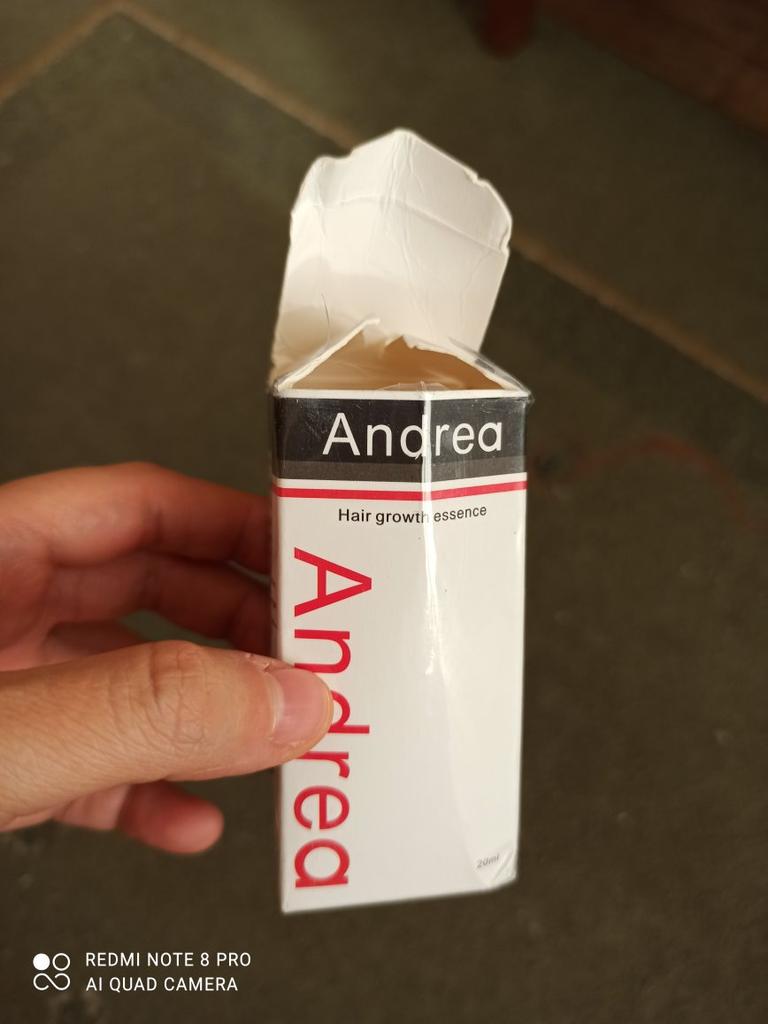 Andrea
Hair growth essence
Andrea
20ml
REDMI NOTE 8 PRO
AI QUAD CAMERA